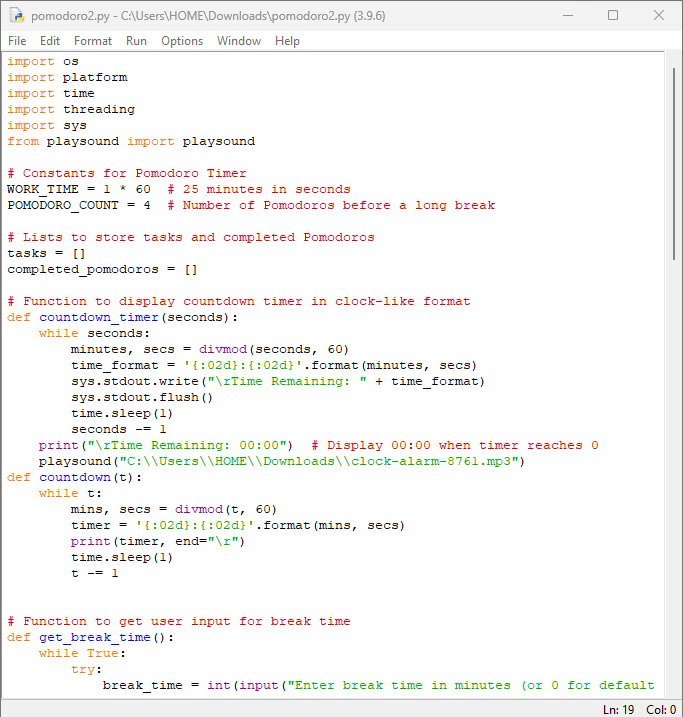 pomodoro2.py - C:\Users\HOME\Downloads\pomodoro2.py (3.9.6)
File Edit Format Run Options Window Help
import os
import platform
import time
import threading
import sys
from playsound import playsound
# Constants for Pomodoro Timer
WORK_TIME = 1 * 60  # 25 minutes in seconds
POMODORO_COUNT = 4  # Number of Pomodoros before a long break
# Lists to store tasks and completed Pomodoros
tasks = []
completed_pomodoros = []
# Function to display countdown timer in clock-like format
def countdown_timer(seconds):
    while seconds:
        minutes, secs = divmod(seconds, 60)
        time_format = '{:02d}:{:02d}'.format(minutes, secs)
        sys.stdout.write("\rTime Remaining: " + time_format)
        sys.stdout.flush()
        time.sleep(1)
        seconds -= 1
    print("\rTime Remaining: 00:00")  # Display 00:00 when timer reaches 0
    playsound("C:\\Users\\HOME\\Downloads\\clock-alarm-8761.mp3")
def countdown(t):
    while t:
        mins, secs = divmod(t, 60)
        timer = '{:02d}:{:02d}'.format(mins, secs)
        print(timer, end="\r")
        time.sleep(1)
        t -= 1
# Function to get user input for break time
def get_break_time():
    while True:
        try:
            break_time = int(input("Enter break time in minutes (or 0 for default
Ln: 19 Col: 0